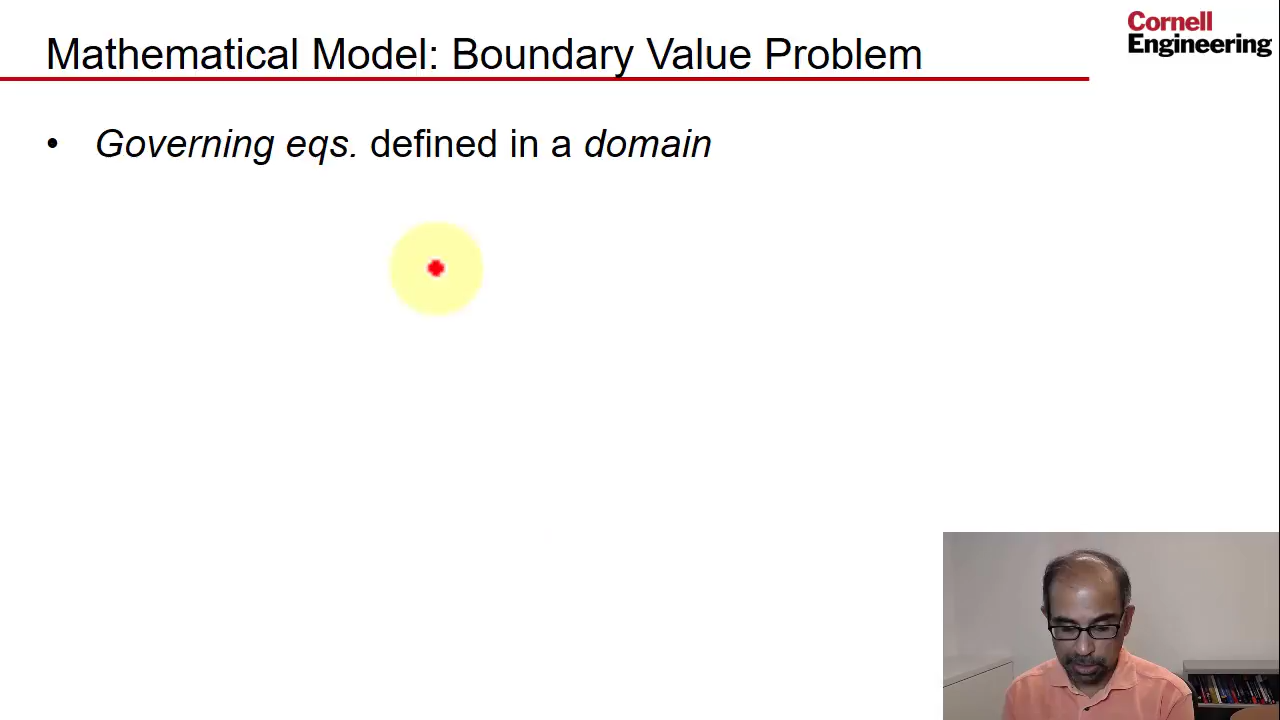 Cornell
Engineering
Mathematical Model: Boundary Value Problem
• Governing eqs. defined in a domain